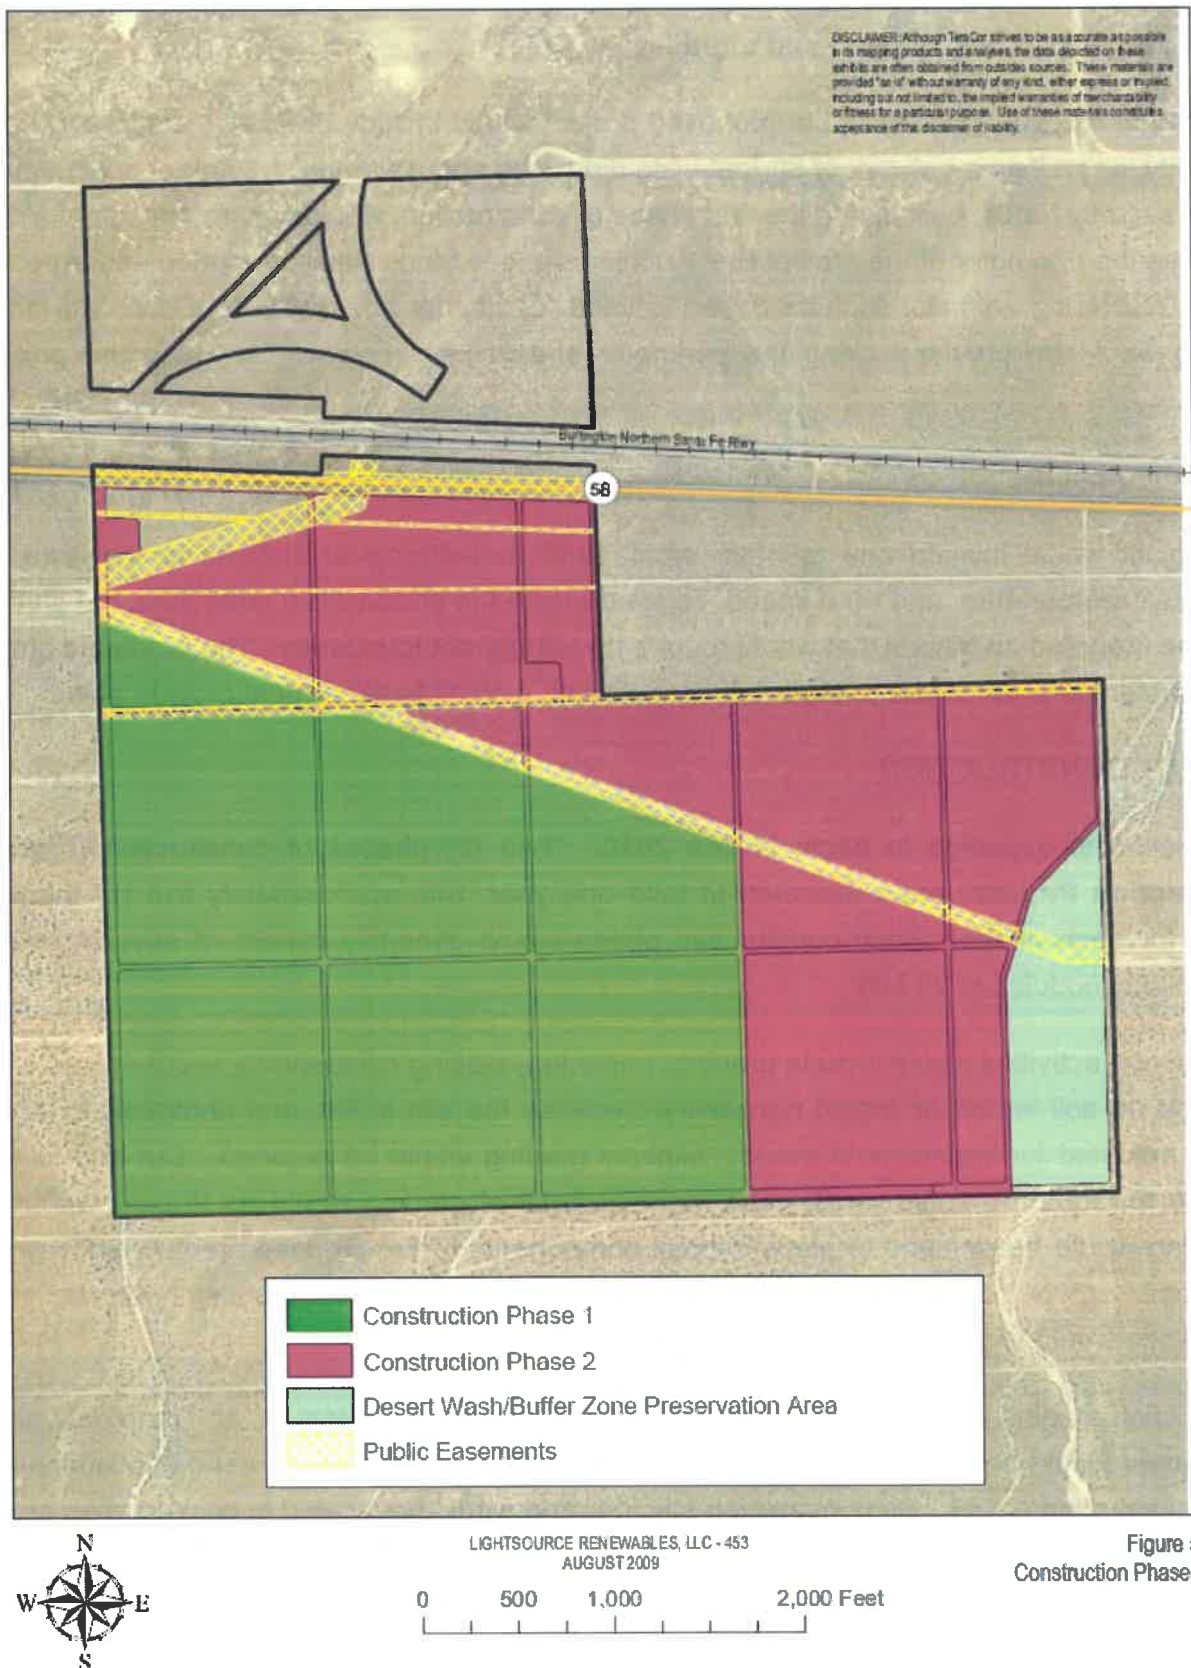 DISCLAIMER: Although TeraCor strives to be as accurate as possible
in its mapping products and analyses, the data depicted on these
exhibits are often obtained from outside sources. These materials are
provided "as is" without warranty of any kind, either express or implied,
including but not limited to, the implied warranties of merchantability
or fitness for a particular purpose. Use of these materials constitutes
acceptance of this disclaimer of liability.
Burlington Northern Santa Fe Rlwy
58
Construction Phase 1
Construction Phase 2
Desert Wash/Buffer Zone Preservation Area
Public Easements
N
W E
S
LIGHTSOURCE RENEWABLES, LLC - 453
AUGUST 2009
0 500 1,000 2,000 Feet
Figure
Construction Phase